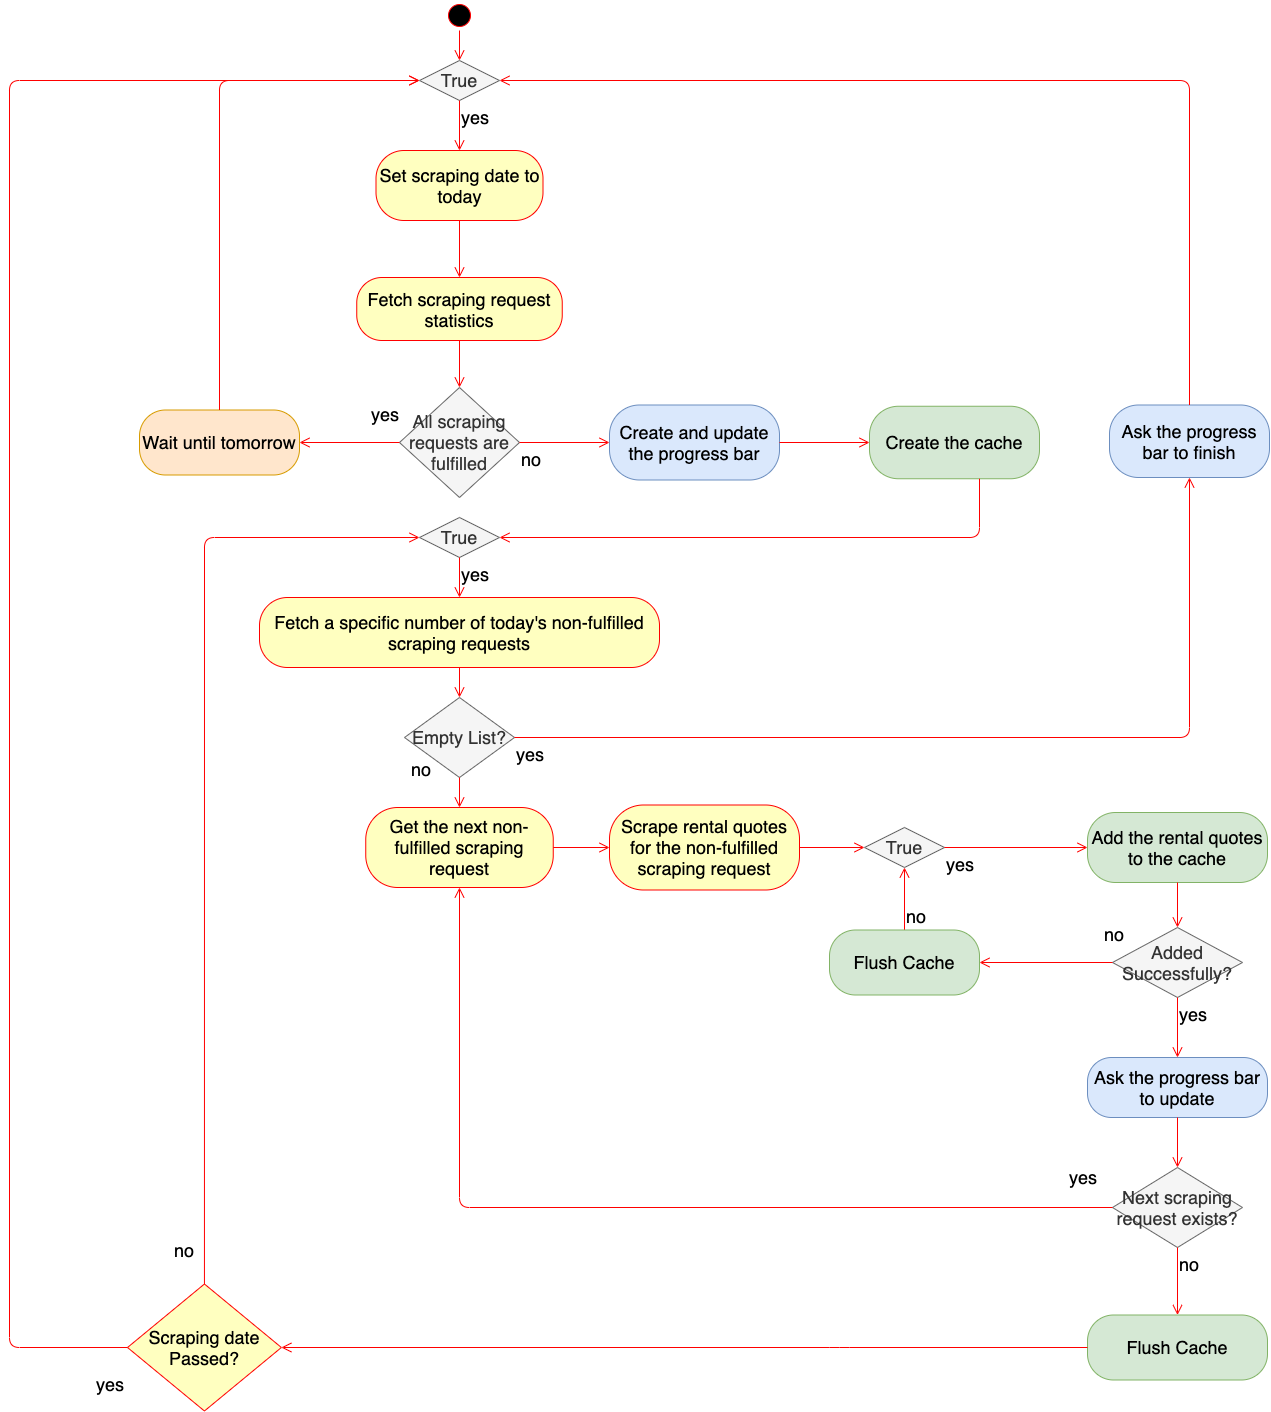 True
yes
Set scraping date to
today
Fetch scraping request
statistics
yes
All scraping
requests are
fulfilled
no
Wait until tomorrow
Create and update
the progress bar
Create the cache
Ask the progress
bar to finish
True
yes
Fetch a specific number of today's non-fulfilled
scraping requests
Empty List?
yes
no
Get the next non-
fulfilled scraping
request
Scrape rental quotes
for the non-fulfilled
scraping request
True
yes
Add the rental quotes
to the cache
no
Flush Cache
no
Added
Successfully?
yes
Ask the progress bar
to update
yes
Next scraping
request exists?
no
no
Scraping date
Passed?
yes
Flush Cache